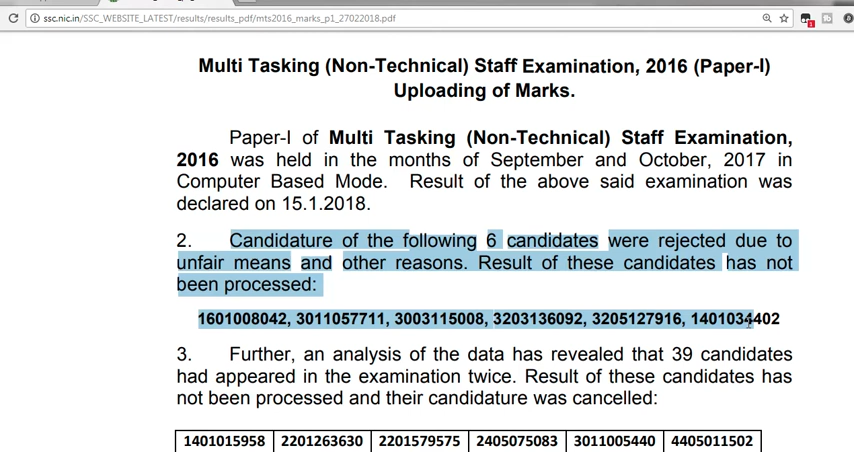 ssc.nic.in/SSC_WEBSITE_LATEST/results/results_pdf/mts2016_marks_p1_27022018.pdf
Multi Tasking (Non-Technical) Staff Examination, 2016 (Paper-I)
Uploading of Marks.
Paper-I of Multi Tasking (Non-Technical) Staff Examination,
2016 was held in the months of September and October, 2017 in
Computer Based Mode. Result of the above said examination was
declared on 15.1.2018.
2. Candidature of the following 6 candidates were rejected due to
unfair means and other reasons. Result of these candidates has not
been processed:
1601008042, 3011057711, 3003115008, 3203136092, 3205127916, 1401034402
3. Further, an analysis of the data has revealed that 39 candidates
had appeared in the examination twice. Result of these candidates has
not been processed and their candidature was cancelled:
1401015958 2201263630 2201579575 2405075083 3011005440 4405011502